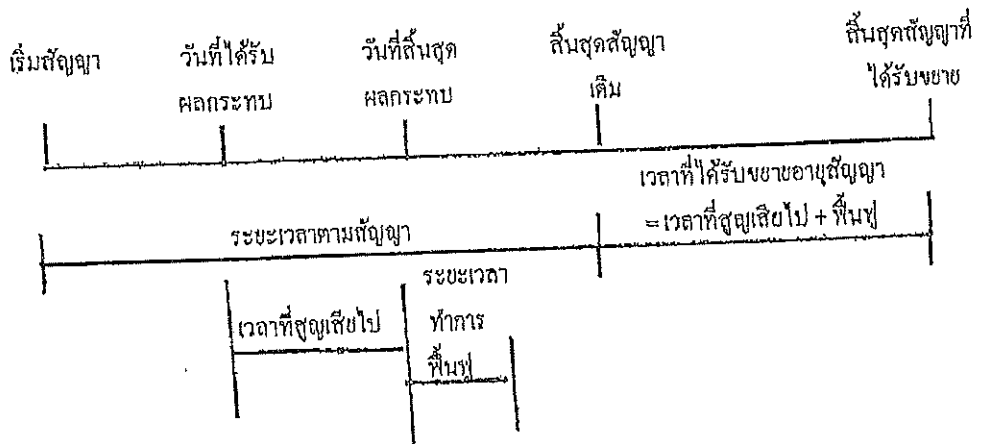 เริ่มสัญญา
วันที่ได้รับ
ผลกระทบ
วันที่สิ้นสุด
ผลกระทบ
สิ้นสุดสัญญา
เดิม
สิ้นสุดสัญญาที่
ได้รับขยาย
ระยะเวลาตามสัญญา
เวลาที่ได้รับขยายอายุสัญญา
=เวลาที่สูญเสียไป + ฟื้นฟู
เวลาที่สูญเสียไป
ระยะเวลา
ทำการ
ฟื้นฟู